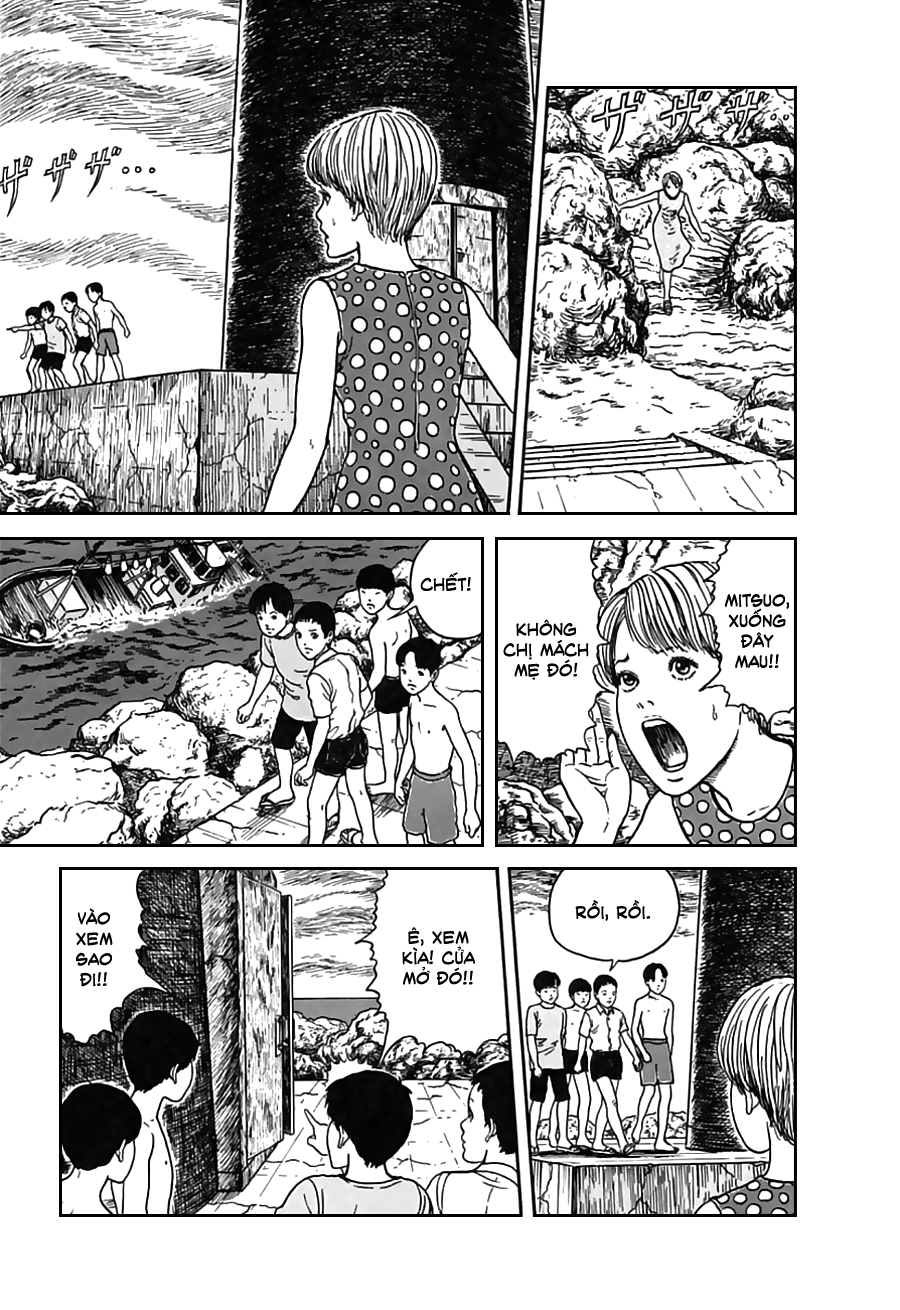 ザ ザ ザ…
ザ ザ ザ…
MITSUO,
XUỐNG
ĐÂY
MAU!!
KHÔNG
CHỊ MÁCH
MẸ ĐÓ!
CHẾT!
RỒI, RỒI.
Ê, XEM
KÌA! CỬA
MỞ ĐÓ!!
VÀO
XEM
SAO
ĐI!!